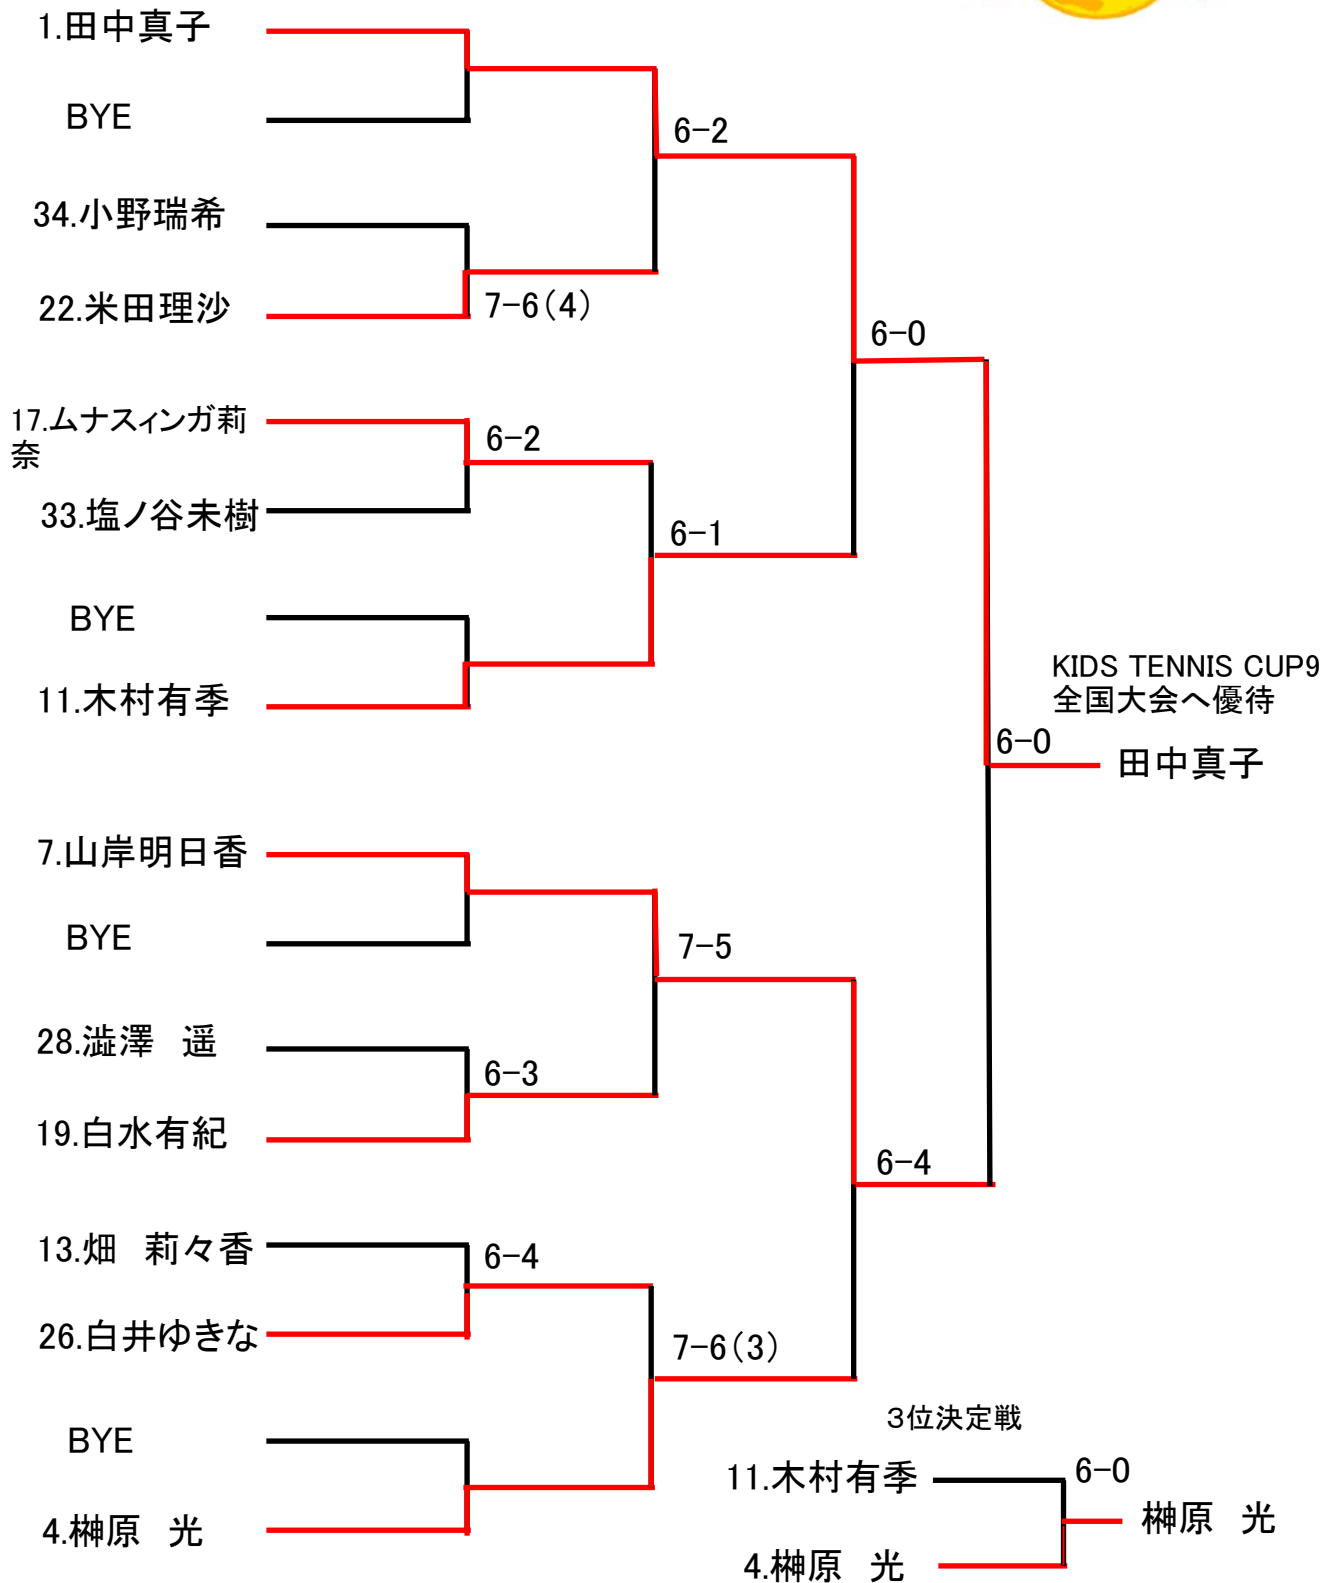 1.田中真子
BYE
6-2
34.小野瑞希
22.米田理沙
7-6(4)
6-0
17.ムナスィンガ莉
奈
6-2
33.塩ノ谷未樹
6-1
BYE
11.木村有季
KIDS TENNIS CUP9
全国大会へ優待
6-0
田中真子
7.山岸明日香
BYE
7-5
28.澁澤　遥
6-3
19.白水有紀
6-4
13.畑　莉々香
6-4
26.白井ゆきな
7-6(3)
BYE
4.榊原　光
3位決定戦
11.木村有季
6-0
榊原　光
4.榊原　光